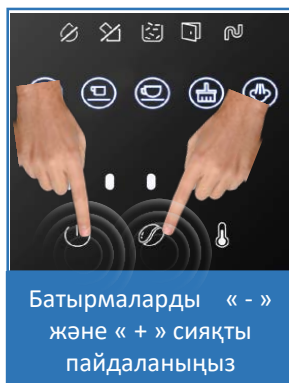 Батырмаларды « - »
және « + » сияқты
пайдаланыңыз